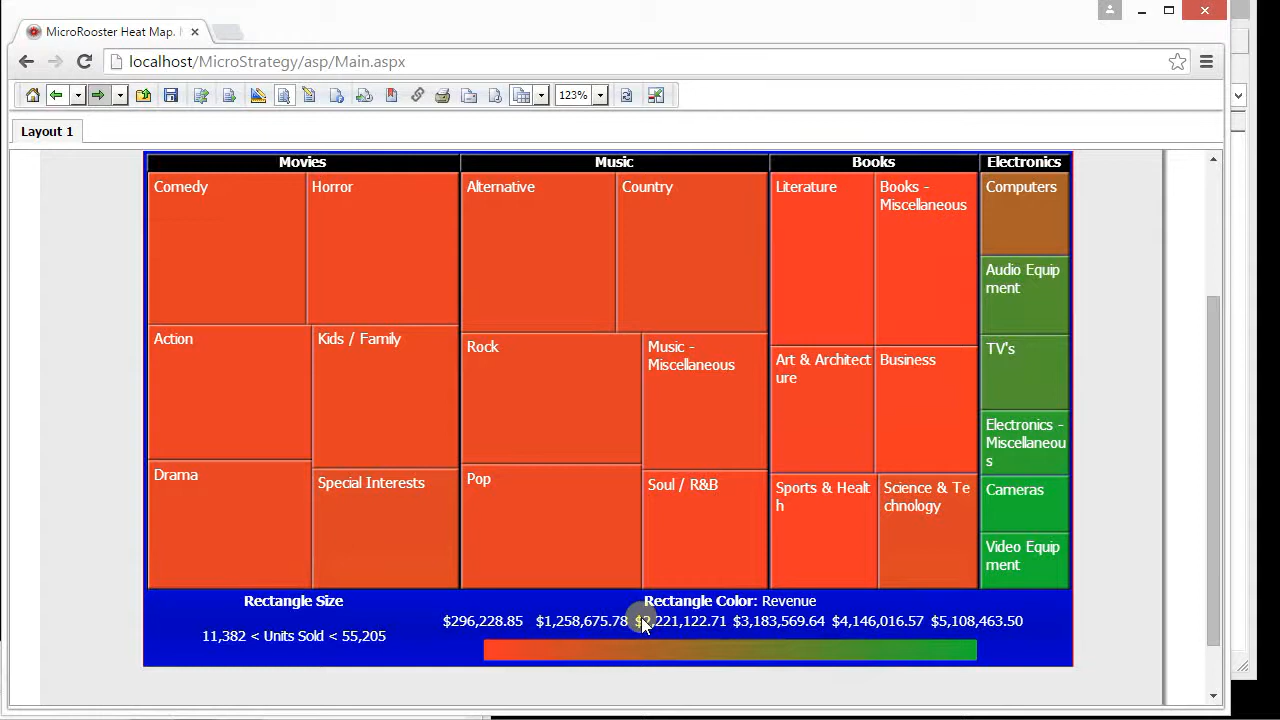 MicroRooster Heat Map.
localhost/MicroStrategy/asp/Main.aspx
123%
Layout 1
Movies
Music
Books
Electronics
Comedy
Horror
Alternative
Country
Literature
Books -
Miscellaneous
Computers
Audio Equip
ment
Action
Kids / Family
Rock
Music -
Miscellaneous
Art & Architect
ure
Business
TV's
Electronics -
Miscellaneou
s
Drama
Special Interests
Pop
Soul / R&B
Sports & Healt
h
Science & Te
chnology
Cameras
Video Equip
ment
Rectangle Size
Rectangle Color: Revenue
$296,228.85 $1,258,675.78 $2,221,122.71 $3,183,569.64 $4,146,016.57 $5,108,463.50
11,382 < Units Sold < 55,205